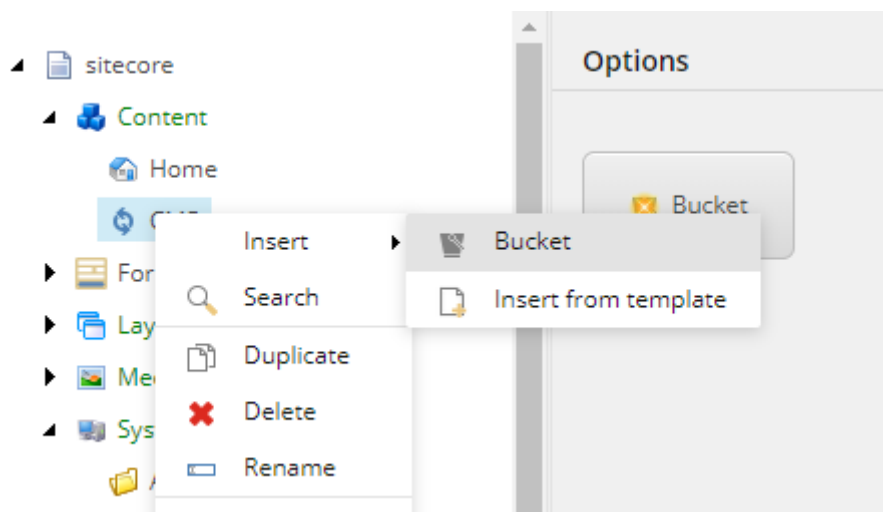 sitecore
Content
Home
Insert
Search
Duplicate
Delete
Rename
Bucket
Insert from template
Options
Bucket